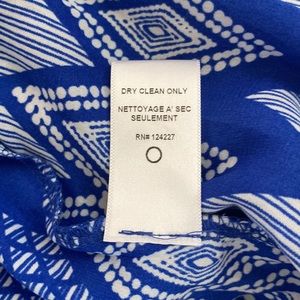 DRY CLEAN ONLY
NETTOYAGE A' SEC
SEULEMENT
RN# 124227